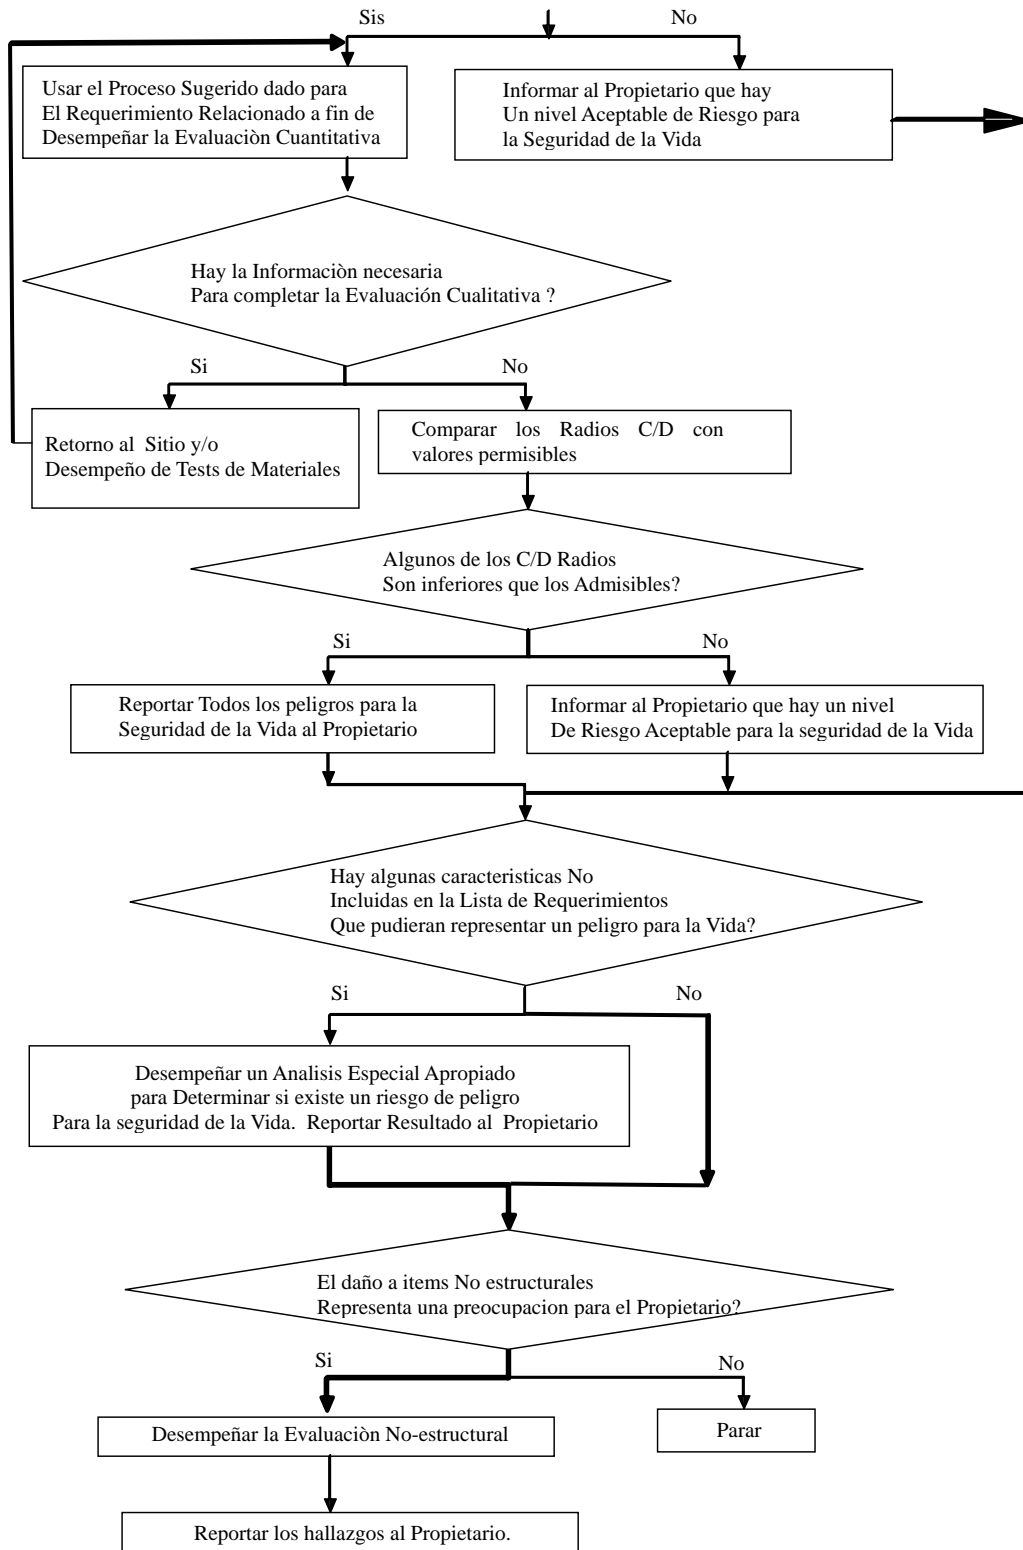 Sis
No
Usar el Proceso Sugerido dado para
El Requerimiento Relacionado a fin de
Desempeñar la Evaluaciòn Cuantitativa
Informar al Propietario que hay
Un nivel Aceptable de Riesgo para
la Seguridad de la Vida
Hay la Informaciòn necesaria
Para completar la Evaluación Cualitativa ?
Si
No
Retorno al Sitio y/o
Desempeño de Tests de Materiales
Comparar los Radios C/D con
valores permisibles
Algunos de los C/D Radios
Son inferiores que los Admisibles?
Si
No
Reportar Todos los peligros para la
Seguridad de la Vida al Propietario
Informar al Propietario que hay un nivel
De Riesgo Aceptable para la seguridad de la Vida
Hay algunas caracteristicas No
Incluidas en la Lista de Requerimientos
Que pudieran representar un peligro para la Vida?
Si
No
Desempeñar un Analisis Especial Apropiado
para Determinar si existe un riesgo de peligro
Para la seguridad de la Vida. Reportar Resultado al Propietario
El daño a items No estructurales
Representa una preocupacion para el Propietario?
Si
No
Desempeñar la Evaluaciòn No-estructural
Parar
Reportar los hallazgos al Propietario.